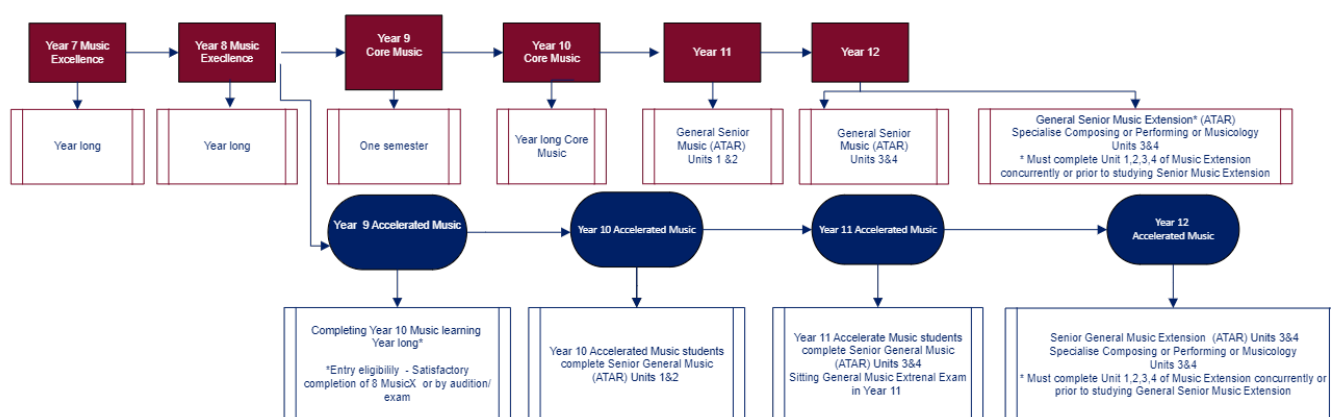 Year 7 Music
Excellence
Year 8 Music
Execllence
Year 9
Core Music
Year 10
Core Music
Year 11
Year 12
Year long
Year long
One semester
Year long Core
Music
General Senior
Music (ATAR)
Units 1 &2
General Senior
Music (ATAR)
Units 3&4
General Senior Music Extension* (ATAR)
Specialise Composing or Performing or Musicology
Units 3&4
* Must complete Unit 1,2,3,4 of Music Extension
concurrently or prior to studying Senior Music Extension
Year 9 Accelerated Music
Year 10 Accelerated Music
Year 11 Accelerated Music
Year 12
Accelerated Music
Completing Year 10 Music learning
Year long*
*Entry eligibility - Satisfactory
completion of 8 MusicX or by audition/
exam
Year 10 Accelerated Music students
complete Senior General Music
(ATAR) Units 1&2
Year 11 Accelerate Music students
complete Senior General Music
(ATAR) Units 3&4
Sitting General Music Extrenal Exam
in Year 11
Senior General Music Extension (ATAR) Units 3&4
Specialise Composing or Performing or Musicology
Units 3&4
* Must complete Unit 1,2,3,4 of Music Extension concurrently or
prior to studying General Senior Music Extension